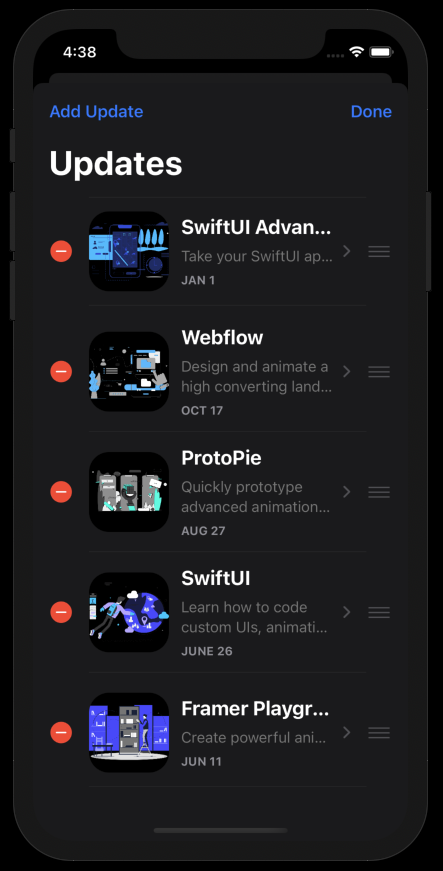 4:38
Add Update
Done
Updates
SwiftUI Advan...
Take your SwiftUI ap...
JAN 1
Webflow
Design and animate a
high converting land...
OCT 17
ProtoPie
Quickly prototype
advanced animation...
AUG 27
SwiftUI
Learn how to code
custom UIs, animati...
JUNE 26
Framer Playgr...
Create powerful ani...
JUN 11